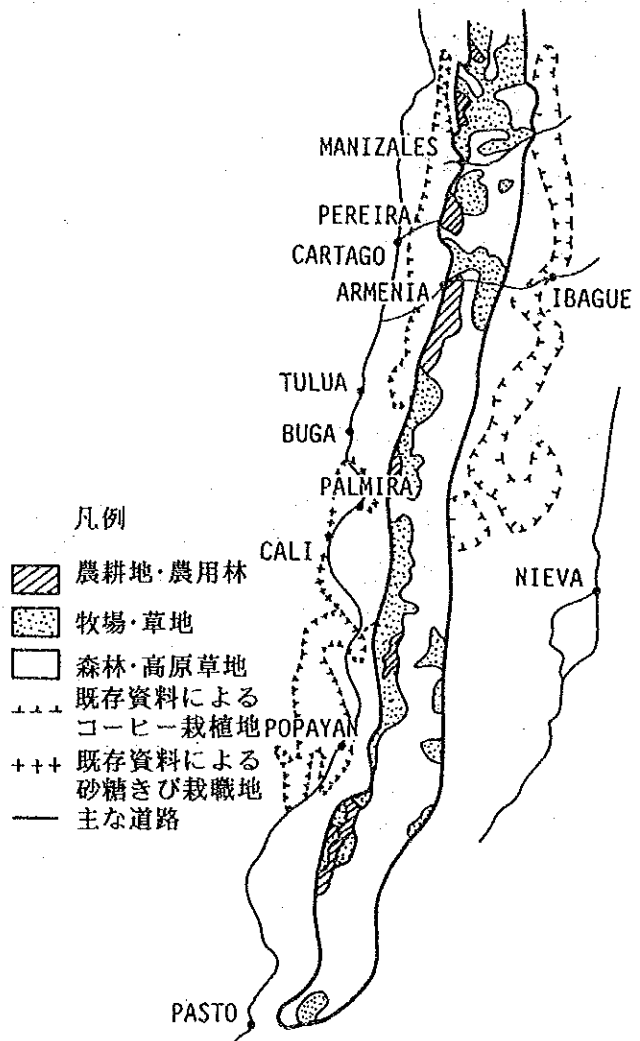 MANIZALES
PEREIRA
CARTAGO
ARMENIA
IBAGUE
TULUA
BUGA
PALMIRA
CALI
NIEVA
POPAYAN
PASTO
凡例
農耕地・農用林
牧場・草地
森林・高原草地
既存資料による
コーヒー栽植地
既存資料による
砂糖きび栽職地
主な道路